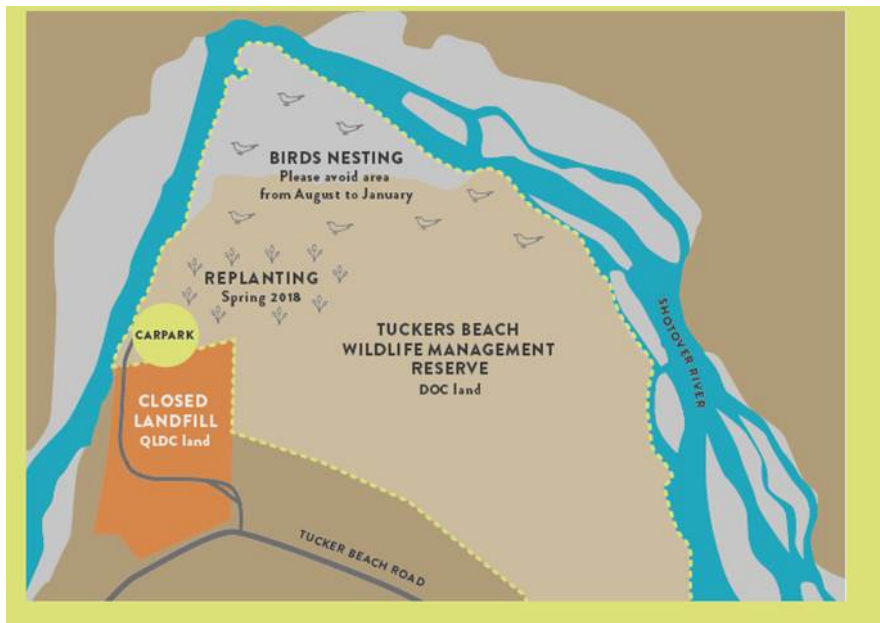 BIRDS NESTING
Please avoid area
from August to January
REPLANTING
Spring 2018
CARPARK
TUCKERS BEACH
WILDLIFE MANAGEMENT
RESERVE
DOC land
SHOTOVER RIVER
CLOSED
LANDFILL
QLDC land
TUCKER BEACH ROAD